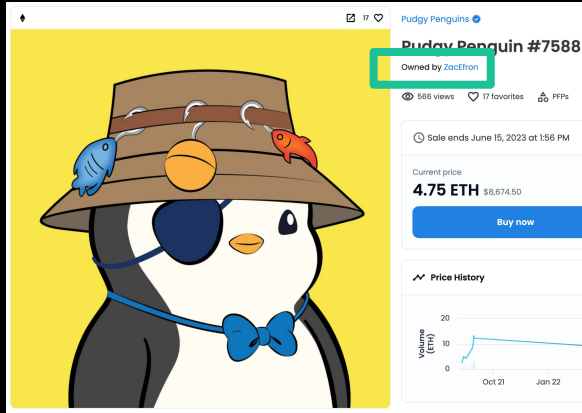 17
Pudgy Penguins
Pudgy Penguin #7588
Owned by ZacEfron
566 views 17 favorites PFPs
Sale ends June 15, 2023 at 1:56 PM
Current price
4.75 ETH $8,674.50
Buy now
Price History
Volume
(ETH)
20
10
0
Oct 21 Jan 22